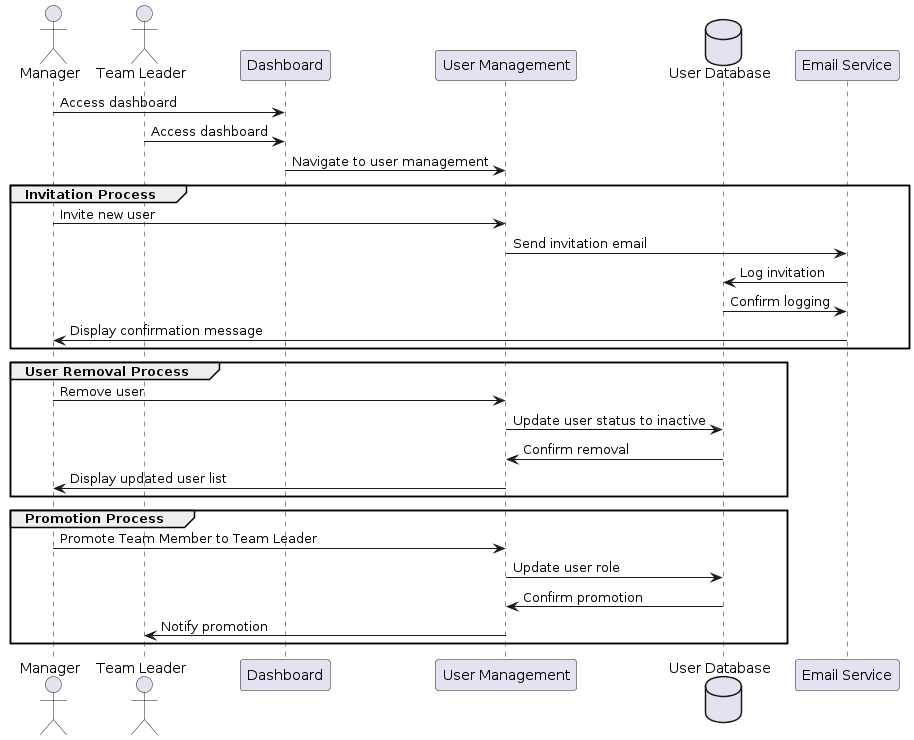 Manager
Team Leader
Dashboard
User Management
User Database
Email Service
Access dashboard
Access dashboard
Navigate to user management
Invitation Process
Invite new user
Send invitation email
Log invitation
Confirm logging
Display confirmation message
User Removal Process
Remove user
Update user status to inactive
Confirm removal
Display updated user list
Promotion Process
Promote Team Member to Team Leader
Update user role
Confirm promotion
Notify promotion
Manager
Team Leader
Dashboard
User Management
User Database
Email Service